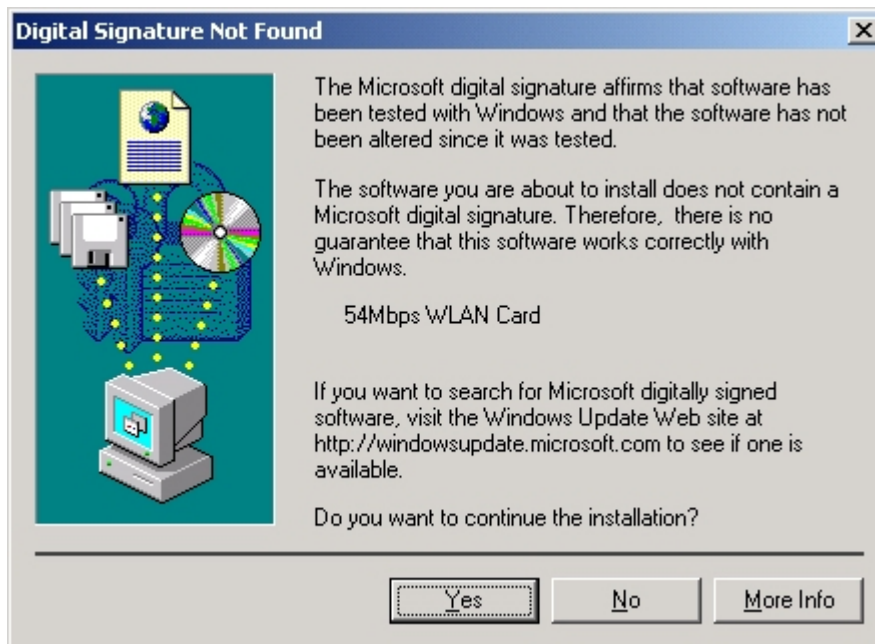 Digital Signature Not Found
The Microsoft digital signature affirms that software has
been tested with Windows and that the software has not
been altered since it was tested.
The software you are about to install does not contain a
Microsoft digital signature. Therefore,  there is no
guarantee that this software works correctly with
Windows.
54Mbps WLAN Card
If you want to search for Microsoft digitally signed
software, visit the Windows Update Web site at
http://windowsupdate.microsoft.com to see if one is
available.
Do you want to continue the installation?
Yes No More Info